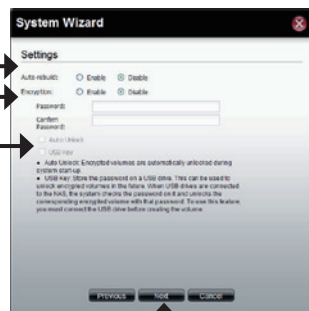 System Wizard
Settings
Auto-rebuild: Enable Disable
Encryption: Enable Disable
Password:
Confirm
Password:
Auto Unlock
USB Key
• Auto Unlock: Encrypted volumes are automatically unlocked during
system start-up.
• USB Key: Store the password on a USB drive. This can be used to
unlock encrypted volumes in the future. When USB drives are connected
to the NAS, the system checks the password on it and unlocks the
corresponding encrypted volume with that password. To use this feature,
you must connect the USB drive before creating the volume.
Previous Next Cancel